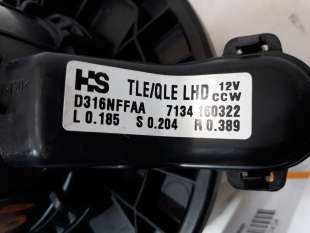 HS TLE/QLE LHD 12V CCW
D316NFFAA 7134 160322
L 0.185 S 0.204 R 0.389